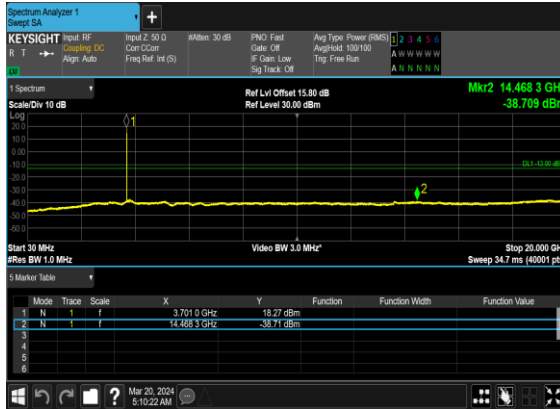 Spectrum Analyzer 1
Swept SA
KEYSIGHT
R T
LU
Input: RF
Coupling: DC
Align: Auto
Input Z: 50 Ω
Corr CCorr
Freq Ref: Int (S)
#Atten: 30 dB
PNO: Fast
Gate: Off
IF Gain: Low
Sig Track: Off
Avg Type: Power (RMS)
Avg|Hold: 100/100
Trig: Free Run
1 2 3 4 5 6
A W W W W W
A N N N N N
1 Spectrum
Scale/Div 10 dB
Ref Lvl Offset 15.80 dB
Ref Level 30.00 dBm
Mkr2 14.468 3 GHz
-38.709 dBm
Log
20.0
10.0
0.00
-10.0
-20.0
-30.0
-40.0
-50.0
-60.0
1
2
DL1 -13.00 dB
Start 30 MHz
#Res BW 1.0 MHz
Video BW 3.0 MHz*
Stop 20.000 GH
Sweep 34.7 ms (40001 pts
5 Marker Table
Mode Trace Scale X Y Function Function Width Function Value
1 N 1 f 3.701 0 GHz 18.27 dBm
2 N 1 f 14.468 3 GHz -38.71 dBm
3
4
5
6
?
Mar 20, 2024
5:10:22 AM